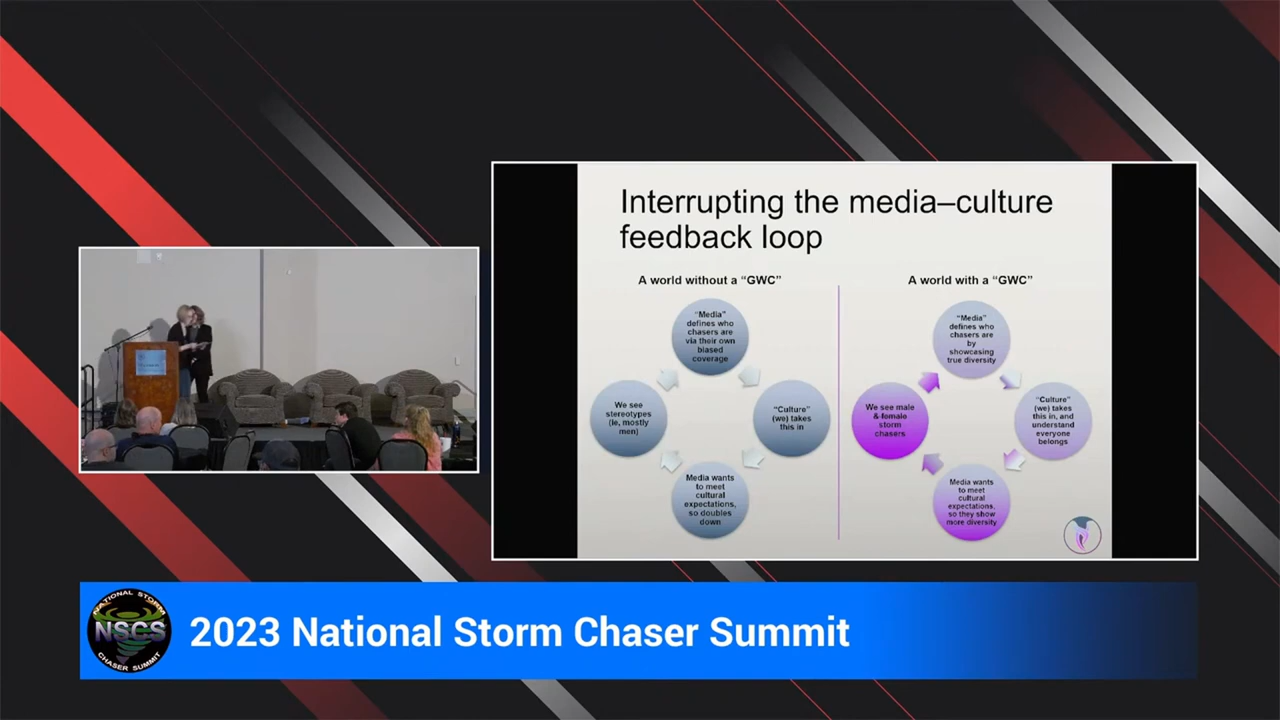 Interrupting the media–culture
feedback loop
A world without a “GWC”
“Media”
defines who
chasers are
via their own
biased
coverage
“Culture”
(we) takes
this in
Media wants
to meet
cultural
expectations,
so doubles
down
We see
stereotypes
(ie, mostly
men)
A world with a “GWC”
“Media”
defines who
chasers are
by
showcasing
true diversity
“Culture”
(we) takes
this in, and
understand
everyone
belongs
Media wants
to meet
cultural
expectations,
so they show
more diversity
We see male
& female
storm
chasers
NATIONAL STORM
NSCS
CHASER SUMMIT
2023 National Storm Chaser Summit